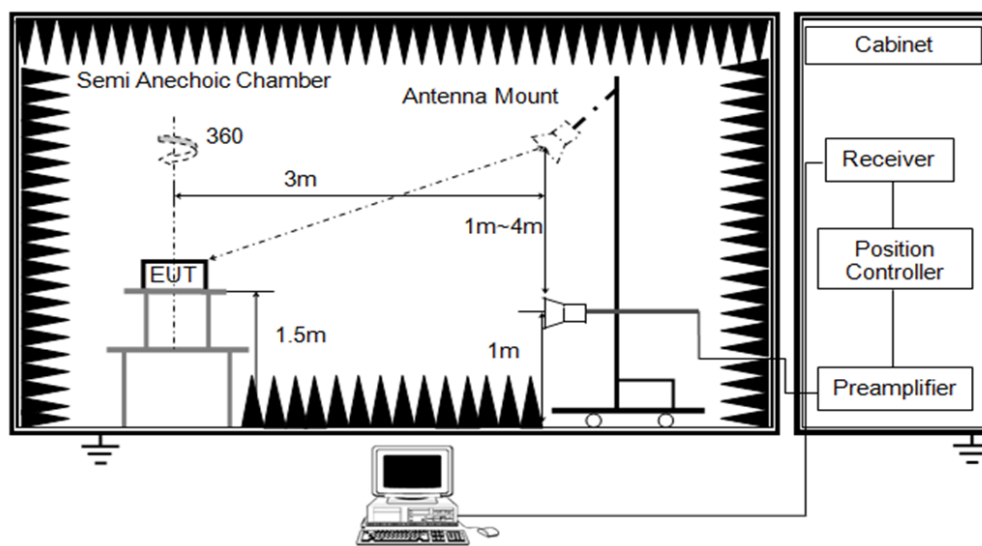 Semi Anechoic Chamber
Antenna Mount
360
3m
1m~4m
EUT
1.5m
1m
Cabinet
Receiver
Position
Controller
Preamplifier